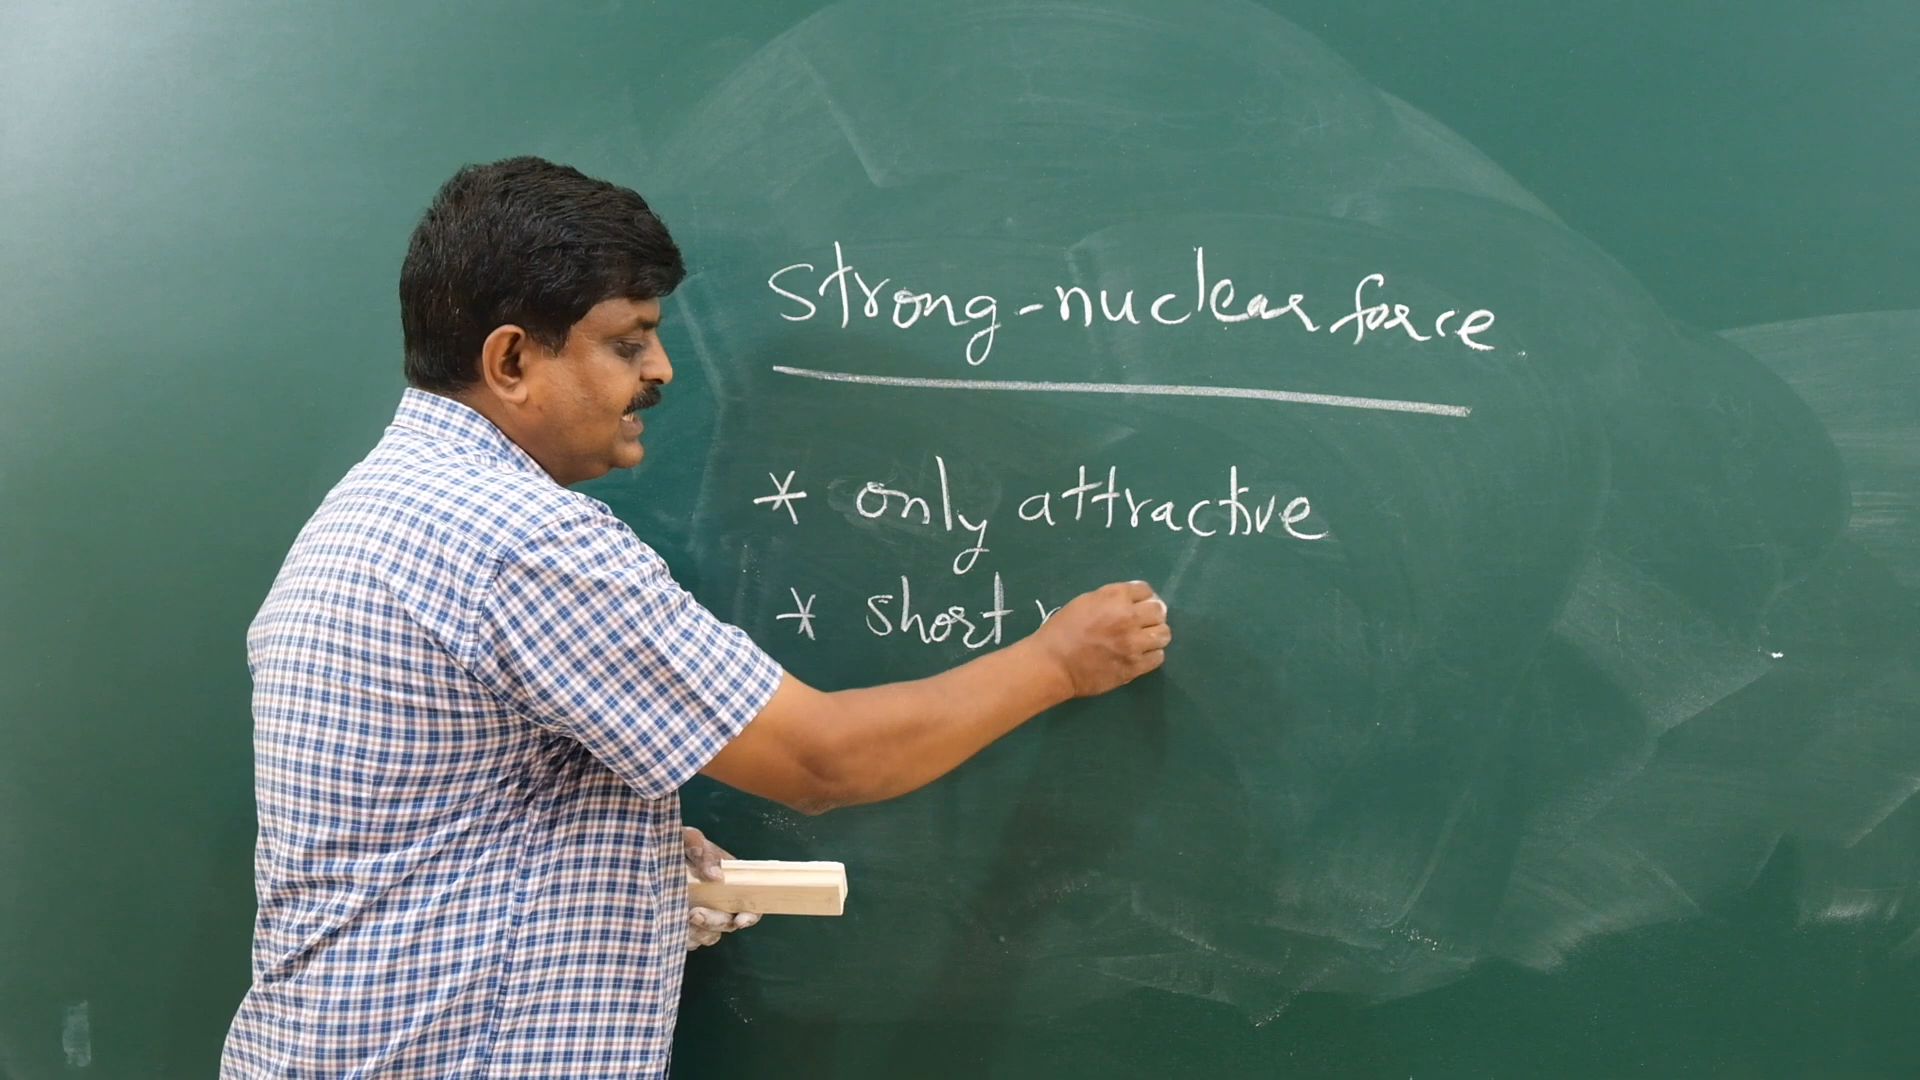 Strong-nuclear force
* only attractive
* short